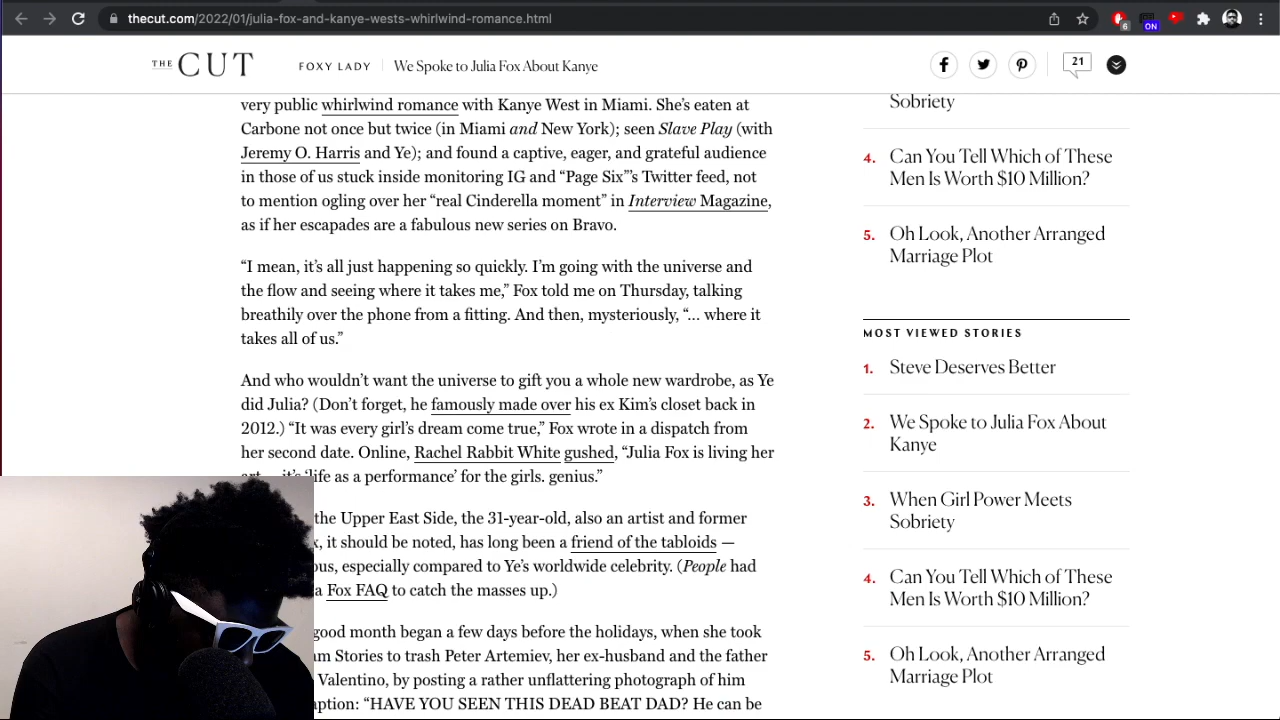 thecut.com/2022/01/julia-fox-and-kanye-wests-whirlwind-romance.html
6
ON
THE CUT
FOXY LADY
We Spoke to Julia Fox About Kanye
21
very public whirlwind romance with Kanye West in Miami. She’s eaten at
Carbone not once but twice (in Miami and New York); seen Slave Play (with
Jeremy O. Harris and Ye); and found a captive, eager, and grateful audience
in those of us stuck inside monitoring IG and “Page Six”’s Twitter feed, not
to mention ogling over her “real Cinderella moment” in Interview Magazine,
as if her escapades are a fabulous new series on Bravo.
“I mean, it’s all just happening so quickly. I’m going with the universe and
the flow and seeing where it takes me,” Fox told me on Thursday, talking
breathily over the phone from a fitting. And then, mysteriously, “… where it
takes all of us.”
And who wouldn’t want the universe to gift you a whole new wardrobe, as Ye
did Julia? (Don’t forget, he famously made over his ex Kim’s closet back in
2012.) “It was every girl’s dream come true,” Fox wrote in a dispatch from
her second date. Online, Rachel Rabbit White gushed, “Julia Fox is living her
‘life as a performance’ for the girls. genius.”
the Upper East Side, the 31-year-old, also an artist and former
it should be noted, has long been a friend of the tabloids —
especially compared to Ye’s worldwide celebrity. (People had
a Fox FAQ to catch the masses up.)
good month began a few days before the holidays, when she took
Stories to trash Peter Artemiev, her ex-husband and the father
Valentino, by posting a rather unflattering photograph of him
“HAVE YOU SEEN THIS DEAD BEAT DAD? He can be
Sobriety
4. Can You Tell Which of These
Men Is Worth $10 Million?
5. Oh Look, Another Arranged
Marriage Plot
MOST VIEWED STORIES
1. Steve Deserves Better
2. We Spoke to Julia Fox About
Kanye
3. When Girl Power Meets
Sobriety
4. Can You Tell Which of These
Men Is Worth $10 Million?
5. Oh Look, Another Arranged
Marriage Plot